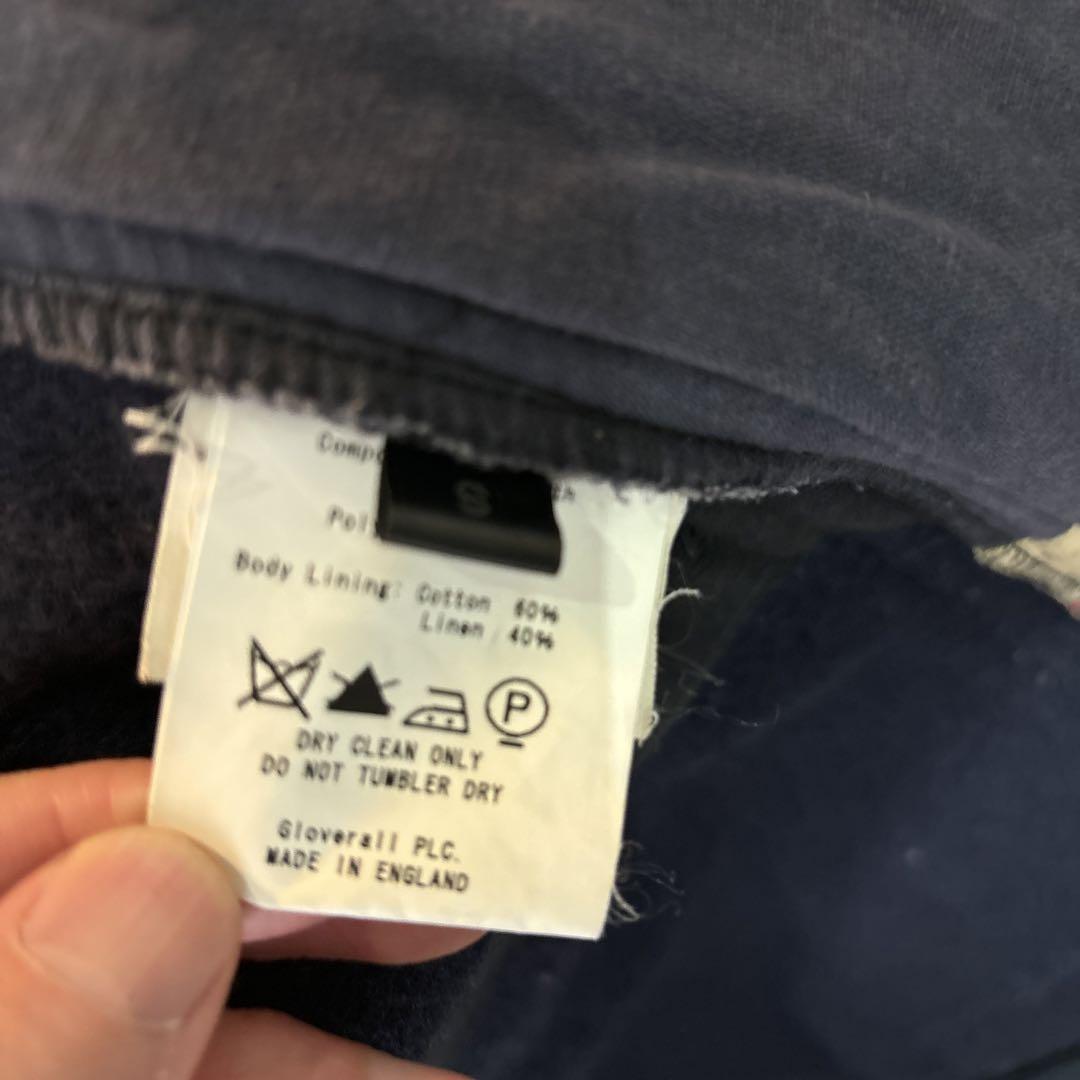 S
Body Lining: Cotton 60%
Linen 40%
P
DRY CLEAN ONLY
DO NOT TUMBLER DRY
Gloverall PLC.
MADE IN ENGLAND